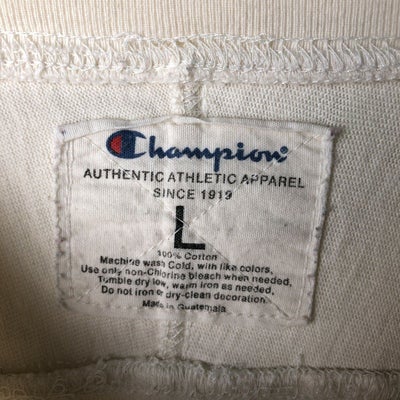 Champion
AUTHENTIC ATHLETIC APPAREL
SINCE 1919
L
100% Cotton
Machine wash Cold, with like colors,
Use only non-Chlorine bleach when needed,
Tumble dry low, warm iron as needed,
Do not iron or dry-clean decoration.
Made in Guatemala